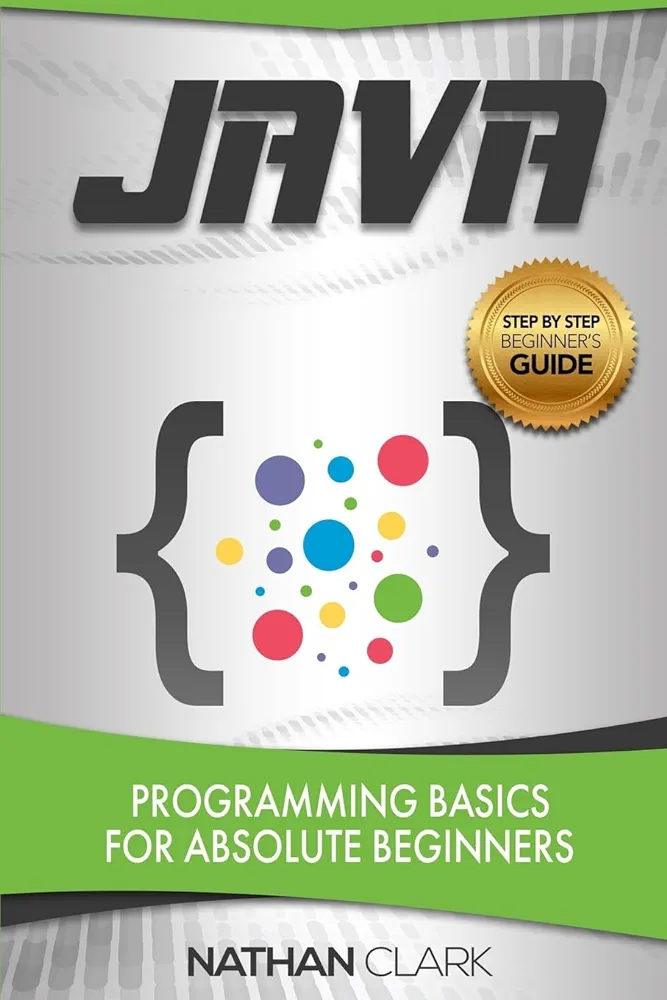 JAVA
STEP BY STEP
BEGINNER'S
GUIDE
{ }
PROGRAMMING BASICS
FOR ABSOLUTE BEGINNERS
NATHAN CLARK